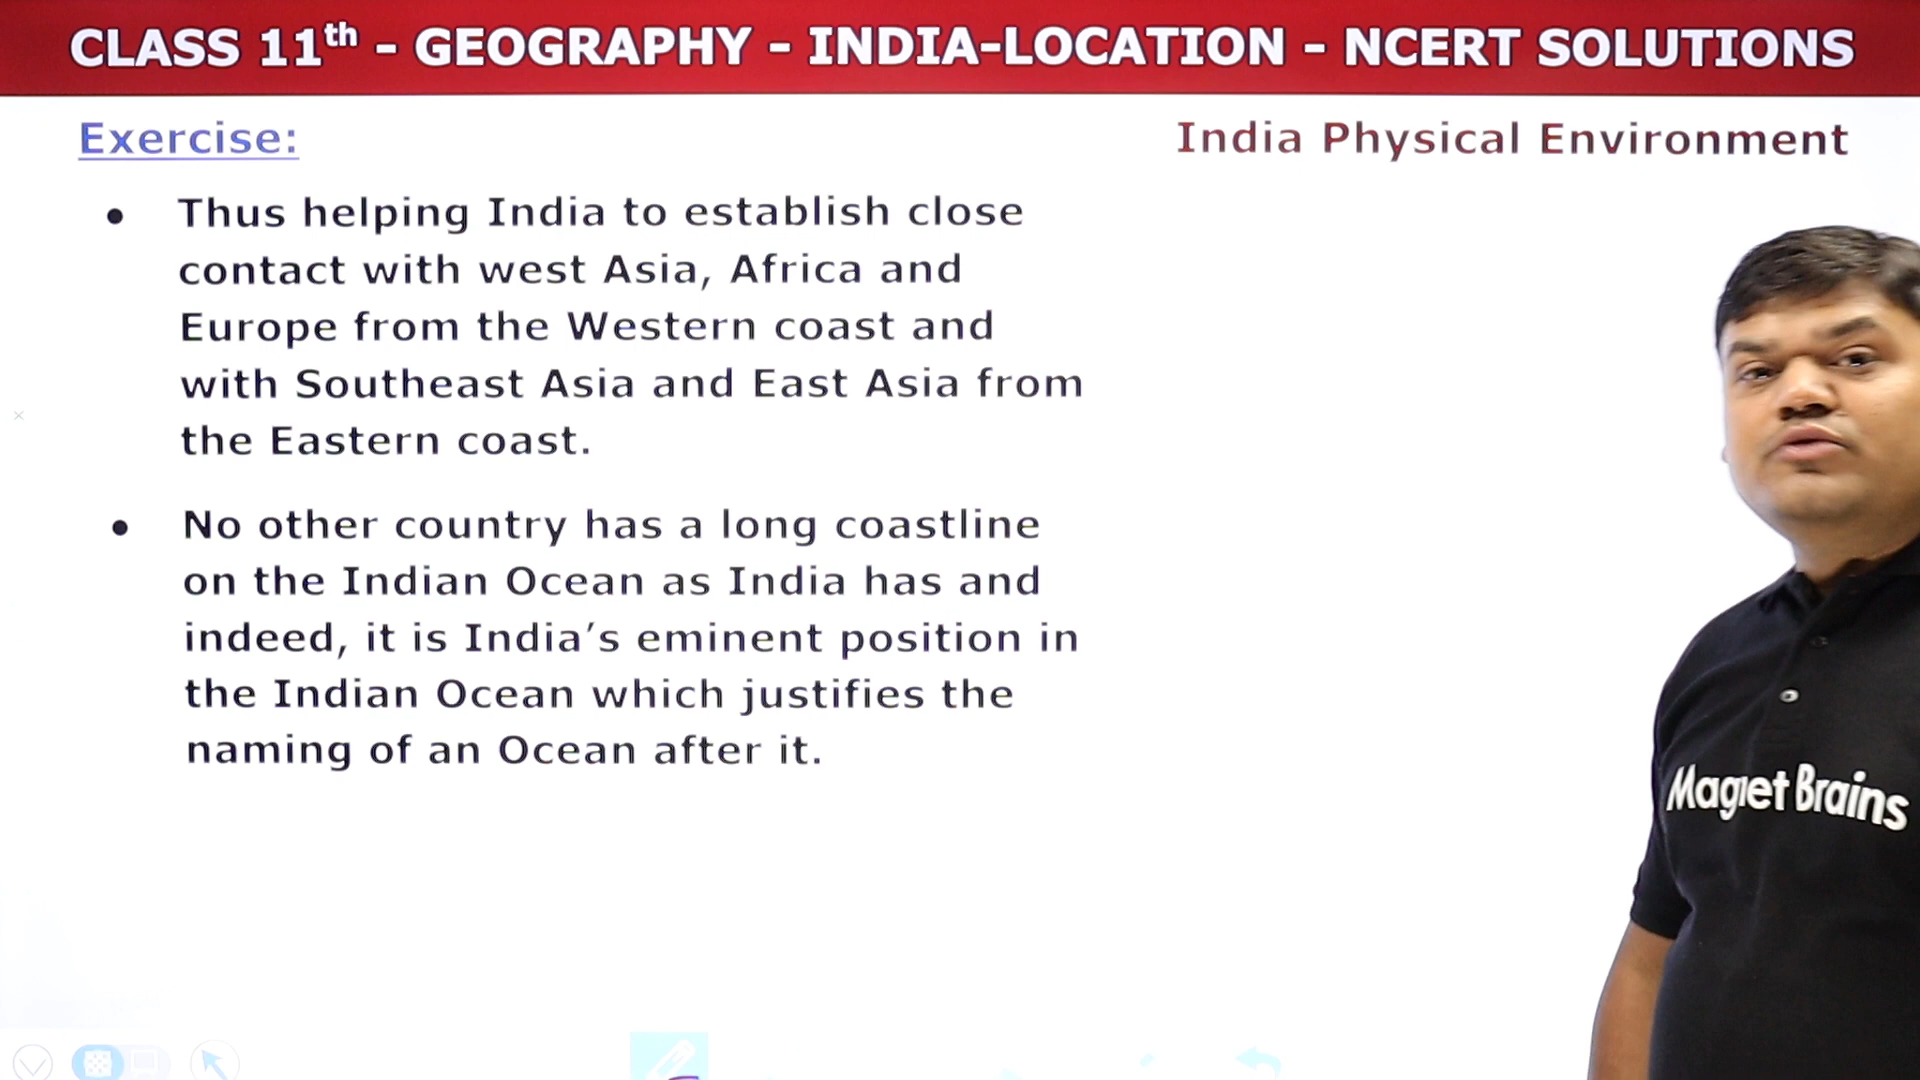 CLASS 11th - GEOGRAPHY - INDIA-LOCATION - NCERT SOLUTIONS
Exercise:
India Physical Environment
• Thus helping India to establish close
contact with west Asia, Africa and
Europe from the Western coast and
with Southeast Asia and East Asia from
the Eastern coast.
• No other country has a long coastline
on the Indian Ocean as India has and
indeed, it is India’s eminent position in
the Indian Ocean which justifies the
naming of an Ocean after it.
Magnet Brains